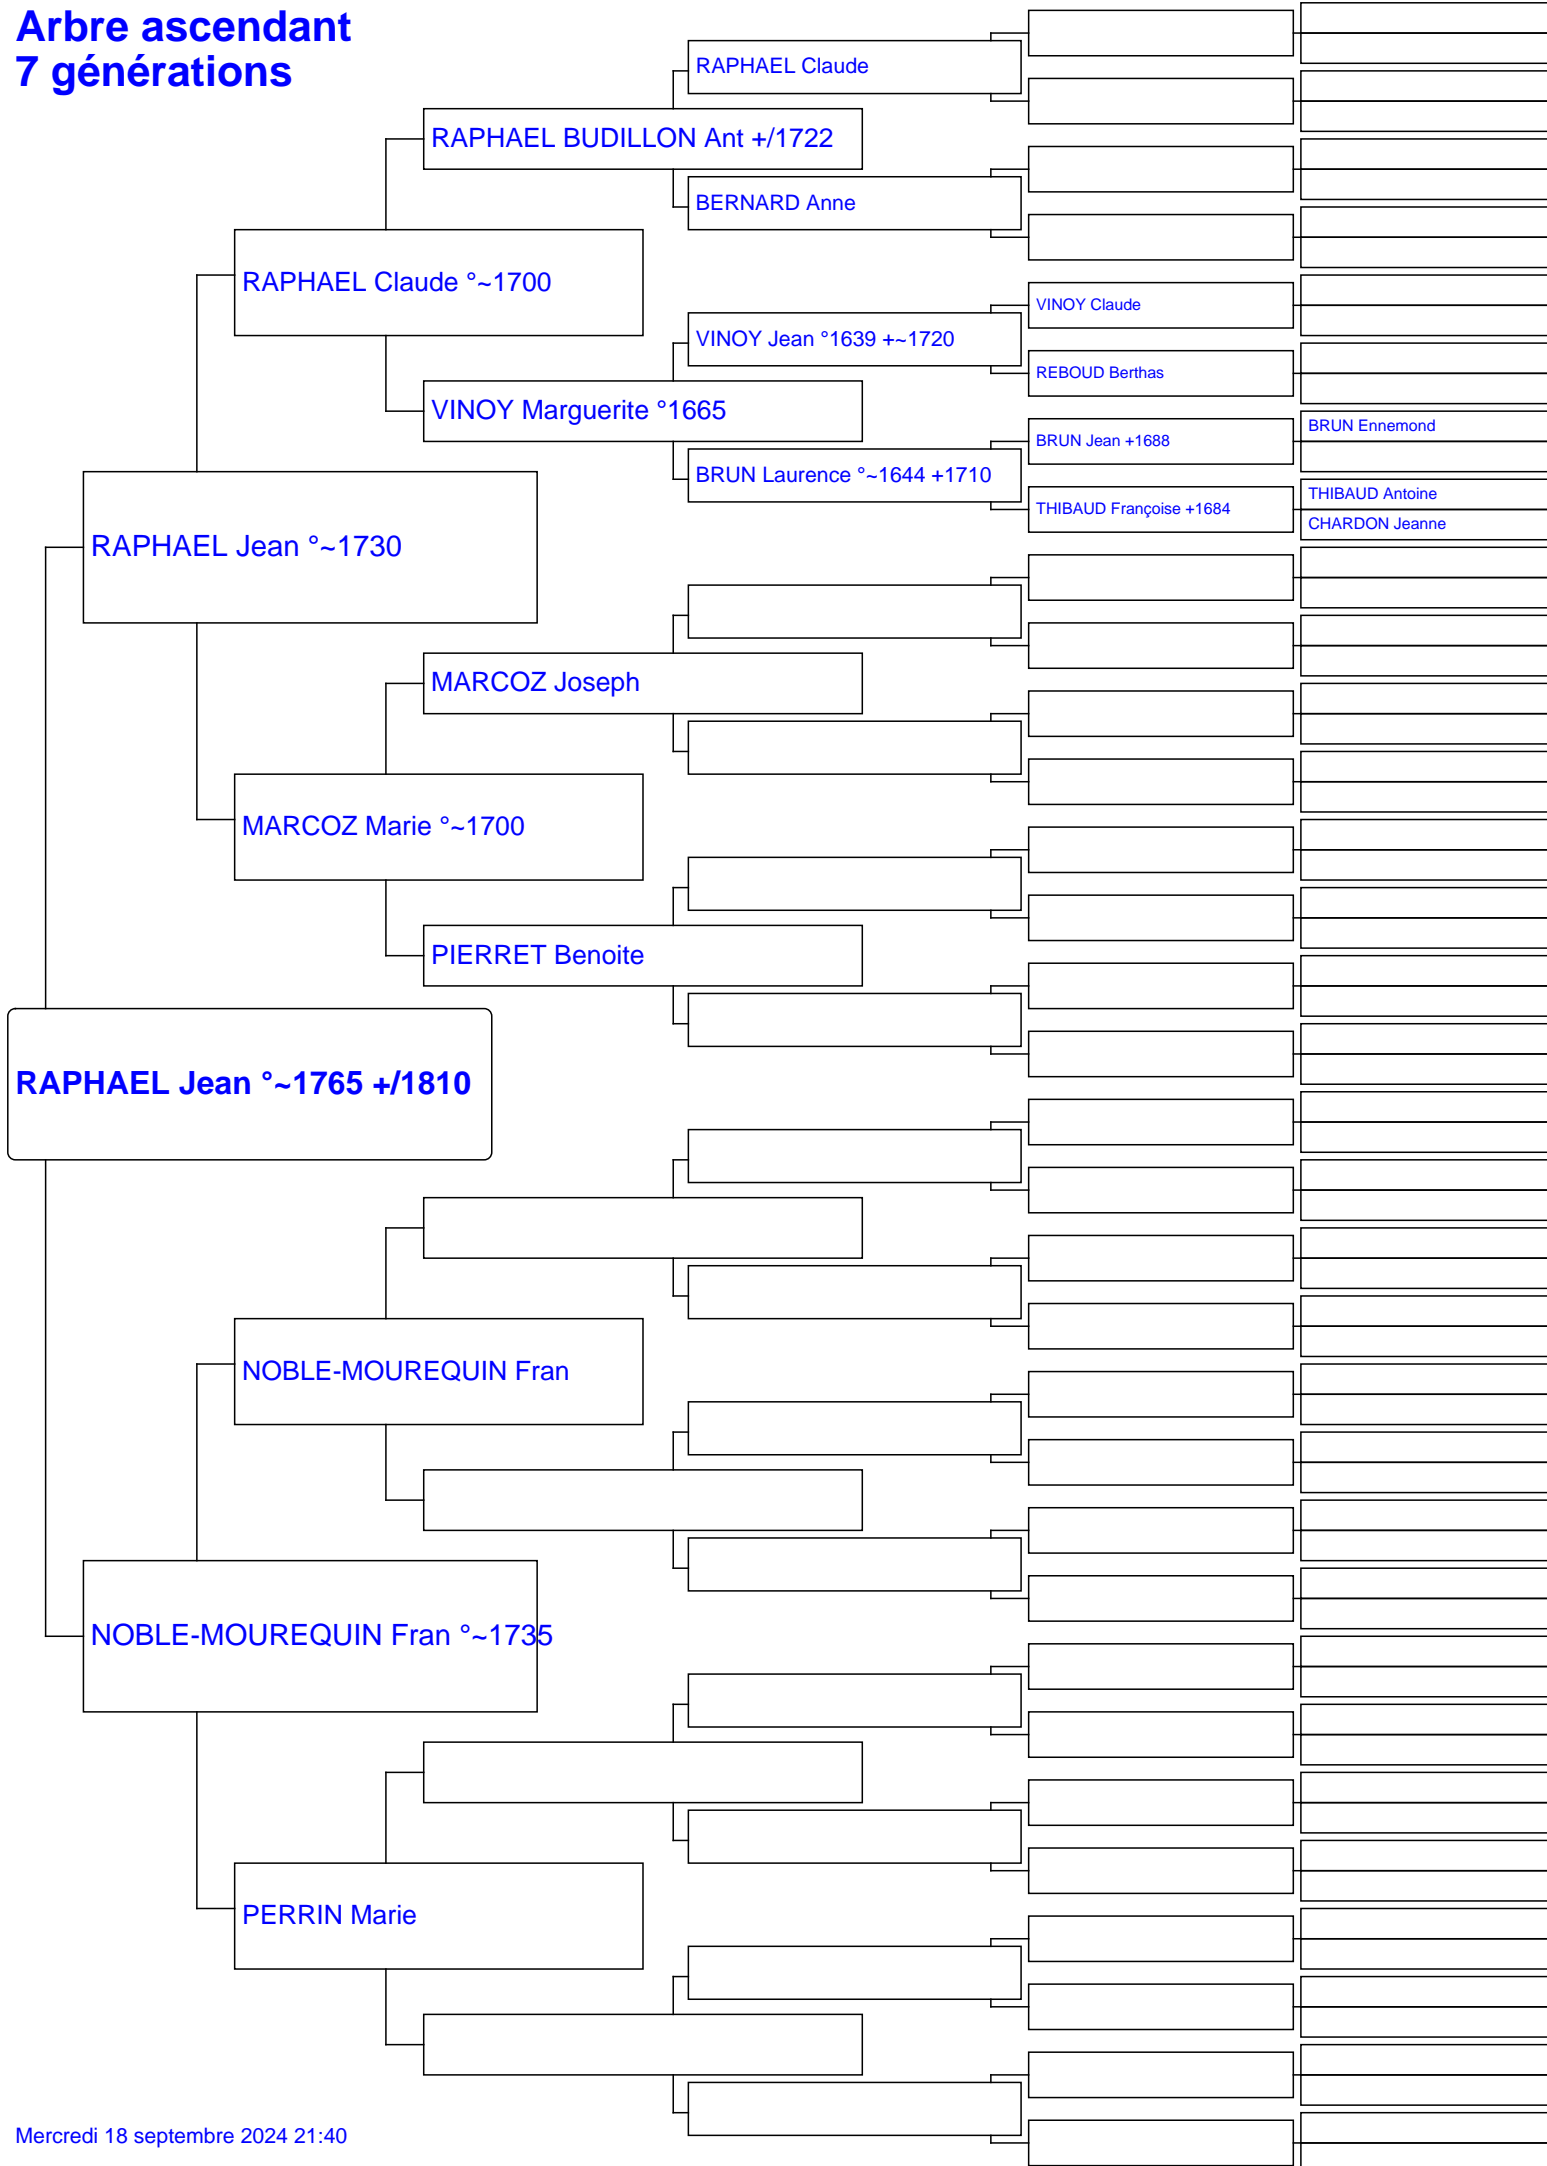 Arbre ascendant
7 générations
RAPHAEL Claude
RAPHAEL BUDILLON Ant +/1722
BERNARD Anne
RAPHAEL Claude °~1700
VINOY Claude
VINOY Jean °1639 +~1720
REBOUD Berthas
VINOY Marguerite °1665
BRUN Ennemond
BRUN Jean +1688
BRUN Laurence °~1644 +1710
THIBAUD Antoine
THIBAUD Françoise +1684
CHARDON Jeanne
RAPHAEL Jean °~1730
MARCOZ Joseph
MARCOZ Marie °~1700
PIERRET Benoite
RAPHAEL Jean °~1765 +/1810
NOBLE-MOUREQUIN Fran
NOBLE-MOUREQUIN Fran °~1735
PERRIN Marie
Mercredi 18 septembre 2024 21:40